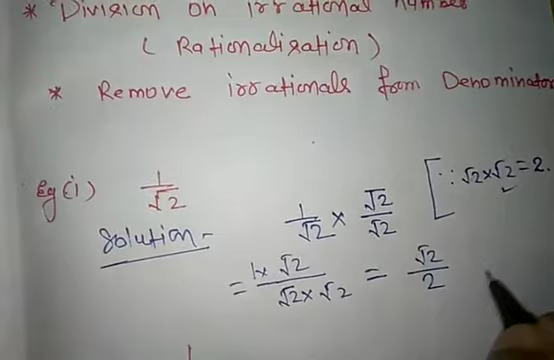 * Division on irrational number
( Rationalization )
* Remove irrationals from Denominator
Eg (i) 1/√2
Solution - 1/√2 × √2/√2 [∵ √2×√2 = 2.
= 1×√2/√2×√2 = √2/2